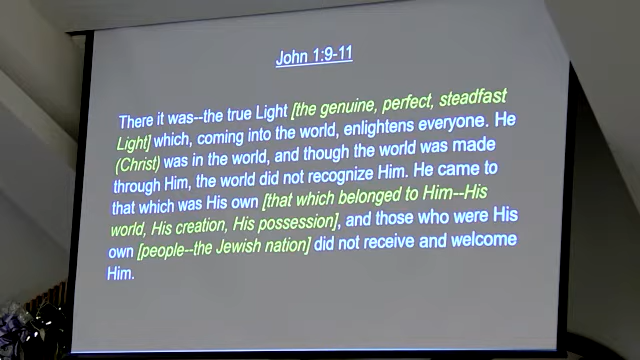 John 1:9-11
There it was--the true Light [the genuine, perfect, steadfast
Light] which, coming into the world, enlightens everyone. He
(Christ) was in the world, and though the world was made
through Him, the world did not recognize Him. He came to
that which was His own [that which belonged to Him--His
world, His creation, His possession], and those who were His
own [people--the Jewish nation] did not receive and welcome
Him.